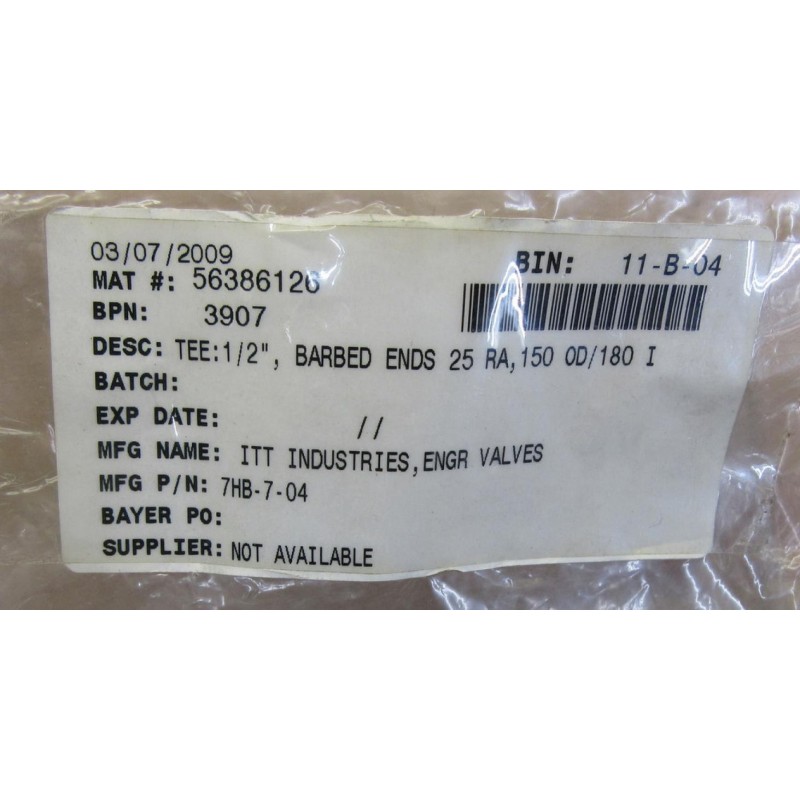 03/07/2009 BIN: 11-B-04
MAT #: 56386126
BPN: 3907
DESC: TEE:1/2", BARBED ENDS 25 RA,150 OD/180 I
BATCH:
EXP DATE: //
MFG NAME: ITT INDUSTRIES,ENGR VALVES
MFG P/N: 7HB-7-04
BAYER PO:
SUPPLIER: NOT AVAILABLE